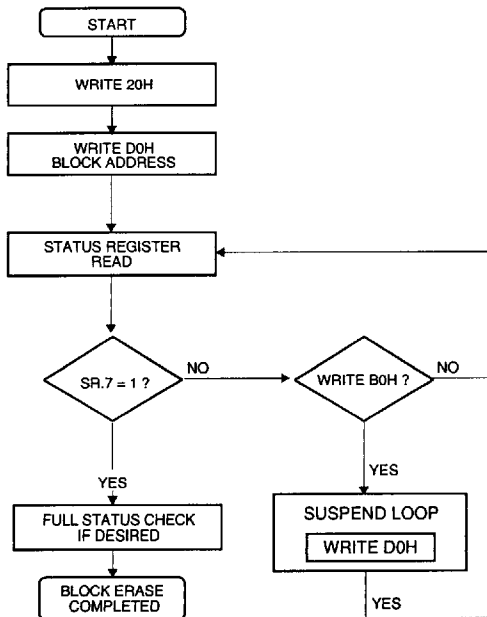 START
WRITE 20H
WRITE D0H
BLOCK ADDRESS
STATUS REGISTER
READ
SR.7 = 1 ?
NO
WRITE B0H ?
NO
YES
YES
FULL STATUS CHECK
IF DESIRED
SUSPEND LOOP
WRITE D0H
BLOCK ERASE
COMPLETED
YES